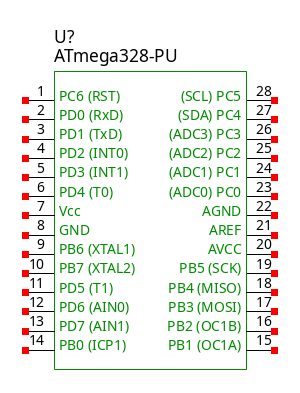 U?
ATmega328-PU
1 PC6 (RST) (SCL) PC5 28
2 PD0 (RxD) (SDA) PC4 27
3 PD1 (TxD) (ADC3) PC3 26
4 PD2 (INT0) (ADC2) PC2 25
5 PD3 (INT1) (ADC1) PC1 24
6 PD4 (T0) (ADC0) PC0 23
7 Vcc AGND 22
8 GND AREF 21
9 PB6 (XTAL1) AVCC 20
10 PB7 (XTAL2) PB5 (SCK) 19
11 PD5 (T1) PB4 (MISO) 18
12 PD6 (AIN0) PB3 (MOSI) 17
13 PD7 (AIN1) PB2 (OC1B) 16
14 PB0 (ICP1) PB1 (OC1A) 15